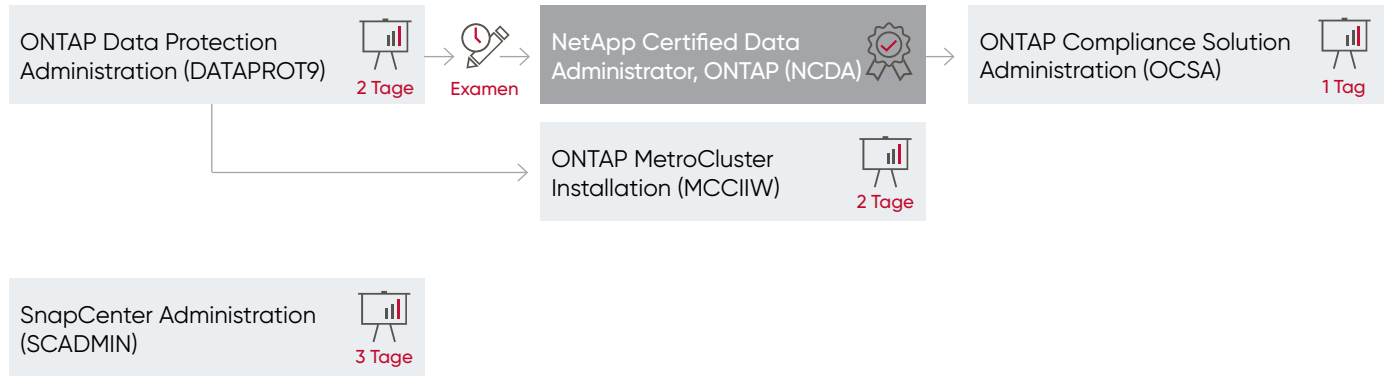 ONTAP Data Protection
Administration (DATAPROT9)
2 Tage
Examen
NetApp Certified Data
Administrator, ONTAP (NCDA)
ONTAP Compliance Solution
Administration (OCSA)
1 Tag
ONTAP MetroCluster
Installation (MCCIIW)
2 Tage
SnapCenter Administration
(SCADMIN)
3 Tage